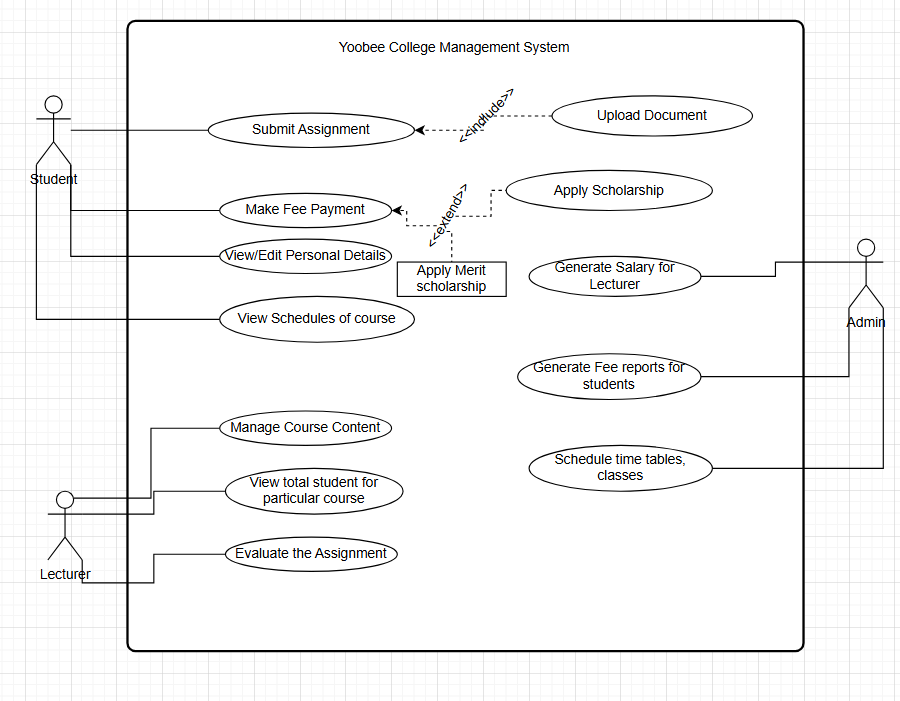 Yoobee College Management System
Submit Assignment
<<indlude>>
Upload Document
Student
Make Fee Payment
<<extend>>
Apply Scholarship
View/Edit Personal Details
Apply Merit
scholarship
Generate Salary for
Lecturer
View Schedules of course
Admin
Generate Fee reports for
students
Manage Course Content
Schedule time tables,
classes
View total student for
particular course
Evaluate the Assignment
Lecturer